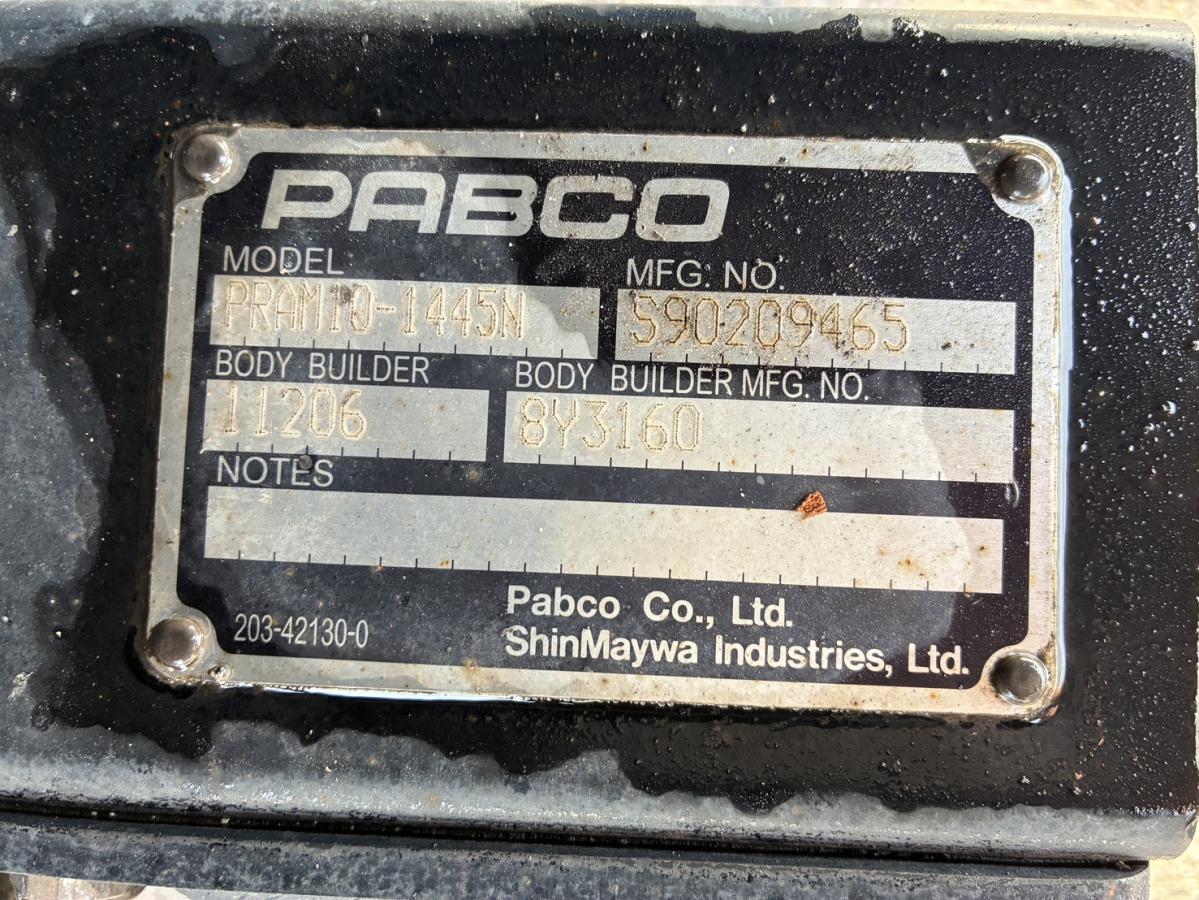 PABCO
MODEL MFG. NO.
PRAM10-1445N S90209465
BODY BUILDER BODY BUILDER MFG. NO.
11206 8Y3160
NOTES
203-42130-0
Pabco Co., Ltd.
ShinMaywa Industries, Ltd.